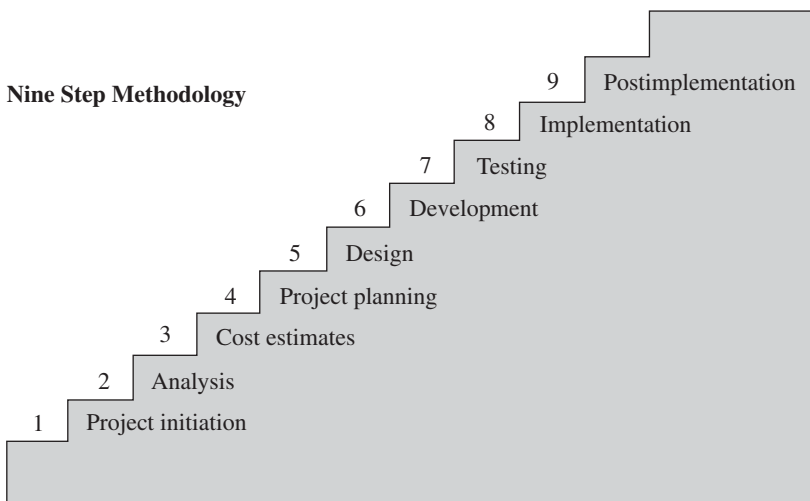 Nine Step Methodology
9
Postimplementation
8
Implementation
7
Testing
6
Development
5
Design
4
Project planning
3
Cost estimates
2
Analysis
1
Project initiation